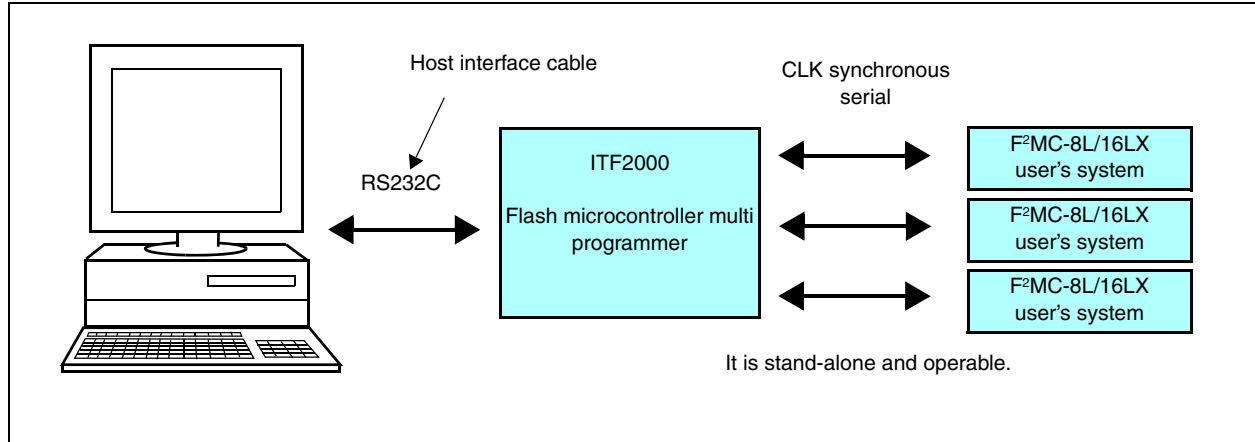 Host interface cable
RS232C
ITF2000
Flash microcontroller multi
programmer
CLK synchronous
serial
F²MC-8L/16LX
user's system
F²MC-8L/16LX
user's system
F²MC-8L/16LX
user's system
It is stand-alone and operable.